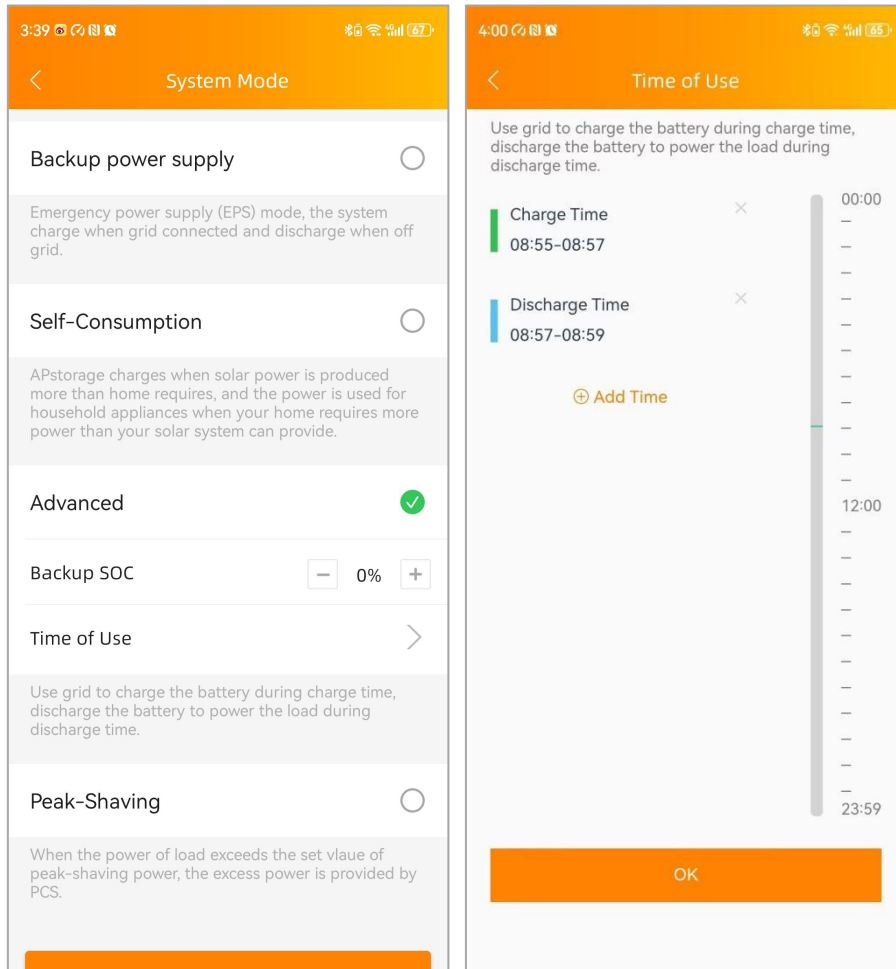 3:39
67
System Mode
Backup power supply
Emergency power supply (EPS) mode, the system
charge when grid connected and discharge when off
grid.
Self-Consumption
APstorage charges when solar power is produced
more than home requires, and the power is used for
household appliances when your home requires more
power than your solar system can provide.
Advanced
Backup SOC
− 0% +
Time of Use
Use grid to charge the battery during charge time,
discharge the battery to power the load during
discharge time.
Peak-Shaving
When the power of load exceeds the set vlaue of
peak-shaving power, the excess power is provided by
PCS.
4:00
4G
65
Time of Use
Use grid to charge the battery during charge time,
discharge the battery to power the load during
discharge time.
Charge Time
08:55-08:57
Discharge Time
08:57-08:59
Add Time
00:00
12:00
23:59
OK